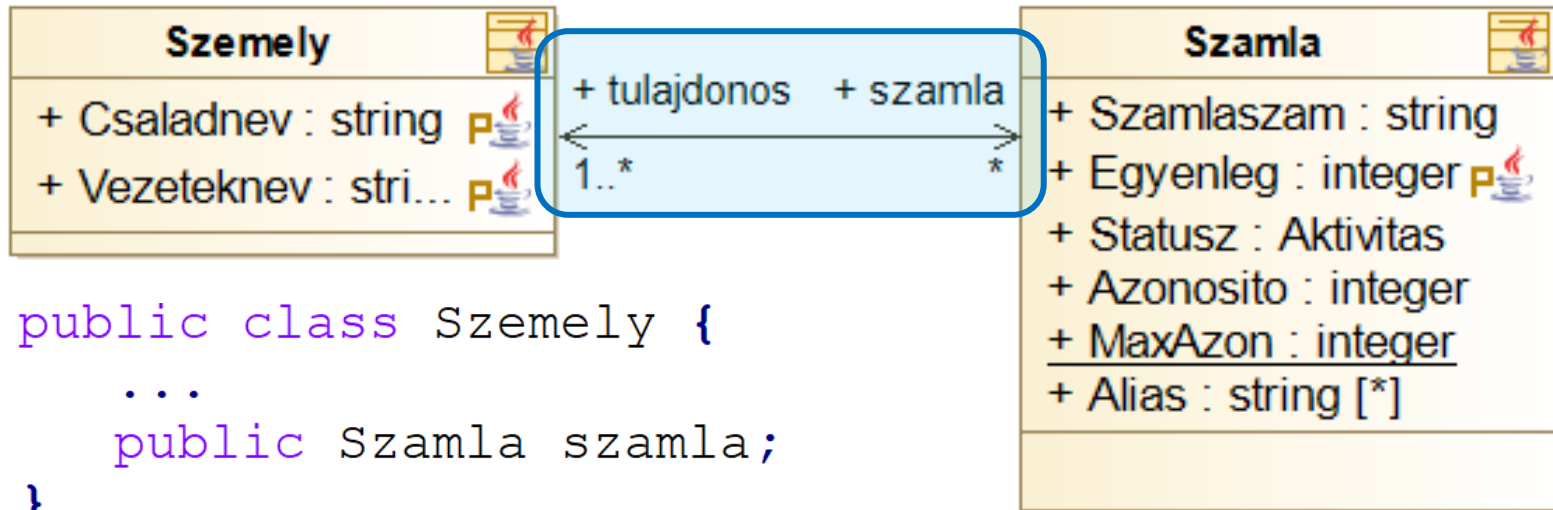 Szemely
+ Csaladnev : string
+ Vezeteknev : stri...
+ tulajdonos + szamla
1..* *
Szamla
+ Szamlaszam : string
+ Egyenleg : integer
+ Statusz : Aktivitas
+ Azonosito : integer
+ MaxAzon : integer
+ Alias : string [*]
public class Szemely {
...
public Szamla szamla;
}